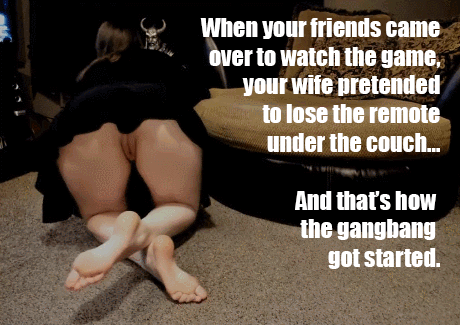 When your friends came
over to watch the game,
your wife pretended
to lose the remote
under the couch...
And that's how
the gangbang
got started.